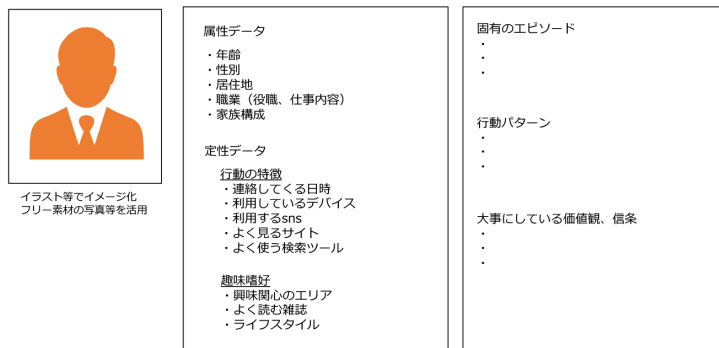 イラスト等でイメージ化
フリー素材の写真等を活用
属性データ
・年齢
・性別
・居住地
・職業（役職、仕事内容）
・家族構成
定性データ
行動の特徴
・連絡してくる日時
・利用しているデバイス
・利用するsns
・よく見るサイト
・よく使う検索ツール
趣味嗜好
・興味関心のエリア
・よく読む雑誌
・ライフスタイル
固有のエピソード
・
・
・
行動パターン
・
・
・
大事にしている価値観、信条
・
・
・